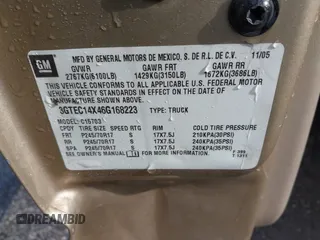 GM
MFD BY GENERAL MOTORS DE MEXICO, S. DE R.L. DE C.V. 11/05
GVWR GAWR FRT GAWR RR
2767KG(6100LB) 1429KG(3150LB) 1672KG(3686LB)
THIS VEHICLE CONFORMS TO ALL APPLICABLE U.S. FEDERAL MOTOR
VEHICLE SAFETY STANDARDS IN EFFECT ON THE DATE OF
MANUFACTURE SHOWN ABOVE.
3GTEC14X46G168223 TYPE: TRUCK
MODEL: C15703
CPDY TIRE SIZE SPEED RTG RIM COLD TIRE PRESSURE
FRT P245/70R17 S 17X7.5J 210KPA(30PSI)
RR P245/70R17 S 17X7.5J 240KPA(35PSI)
SPA P245/70R17 S 17X7.5J 240KPA(35PSI)
SEE OWNER'S MANUAL FOR MORE INFORMATION.
DREAMBID